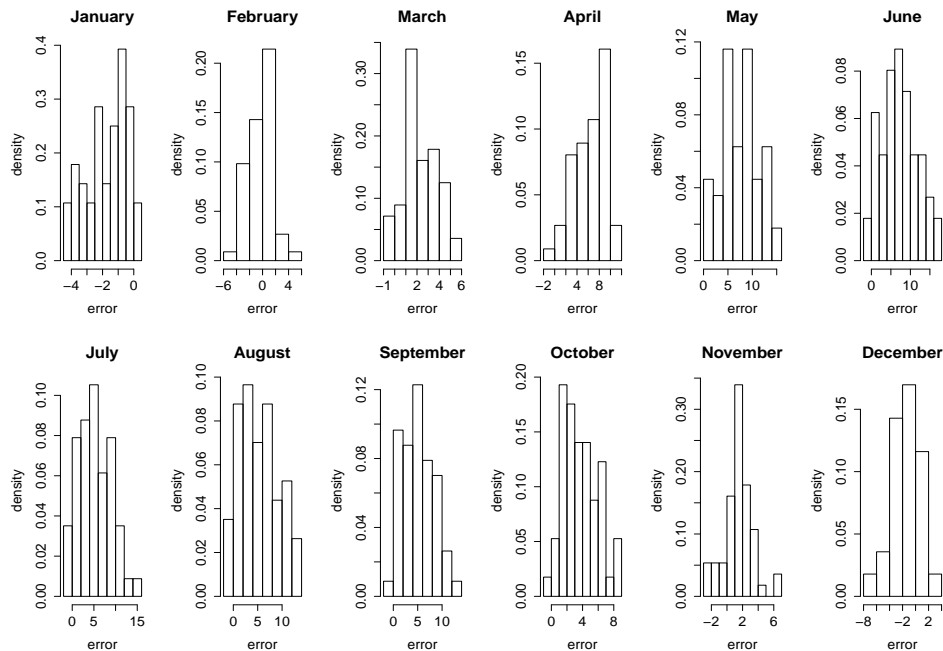 January
density
0.0 0.1 0.2 0.3 0.4
−4 −2 0
error
February
density
0.00 0.05 0.10 0.15 0.20
−6 −2 0 4
error
March
density
0.00 0.10 0.20 0.30
−1 2 4 6
error
April
density
0.00 0.05 0.10 0.15
−2 4 8
error
May
density
0.00 0.04 0.08 0.12
0 5 10
error
June
density
0.00 0.02 0.04 0.06 0.08
0 10
error
July
density
0.00 0.02 0.04 0.06 0.08 0.10
0 5 15
error
August
density
0.00 0.02 0.04 0.06 0.08 0.10
0 5 10
error
September
density
0.00 0.04 0.08 0.12
0 5 10
error
October
density
0.00 0.05 0.10 0.15 0.20
0 4 8
error
November
density
0.00 0.10 0.20 0.30
−2 2 6
error
December
density
0.00 0.05 0.10 0.15
−8 −2 2
error